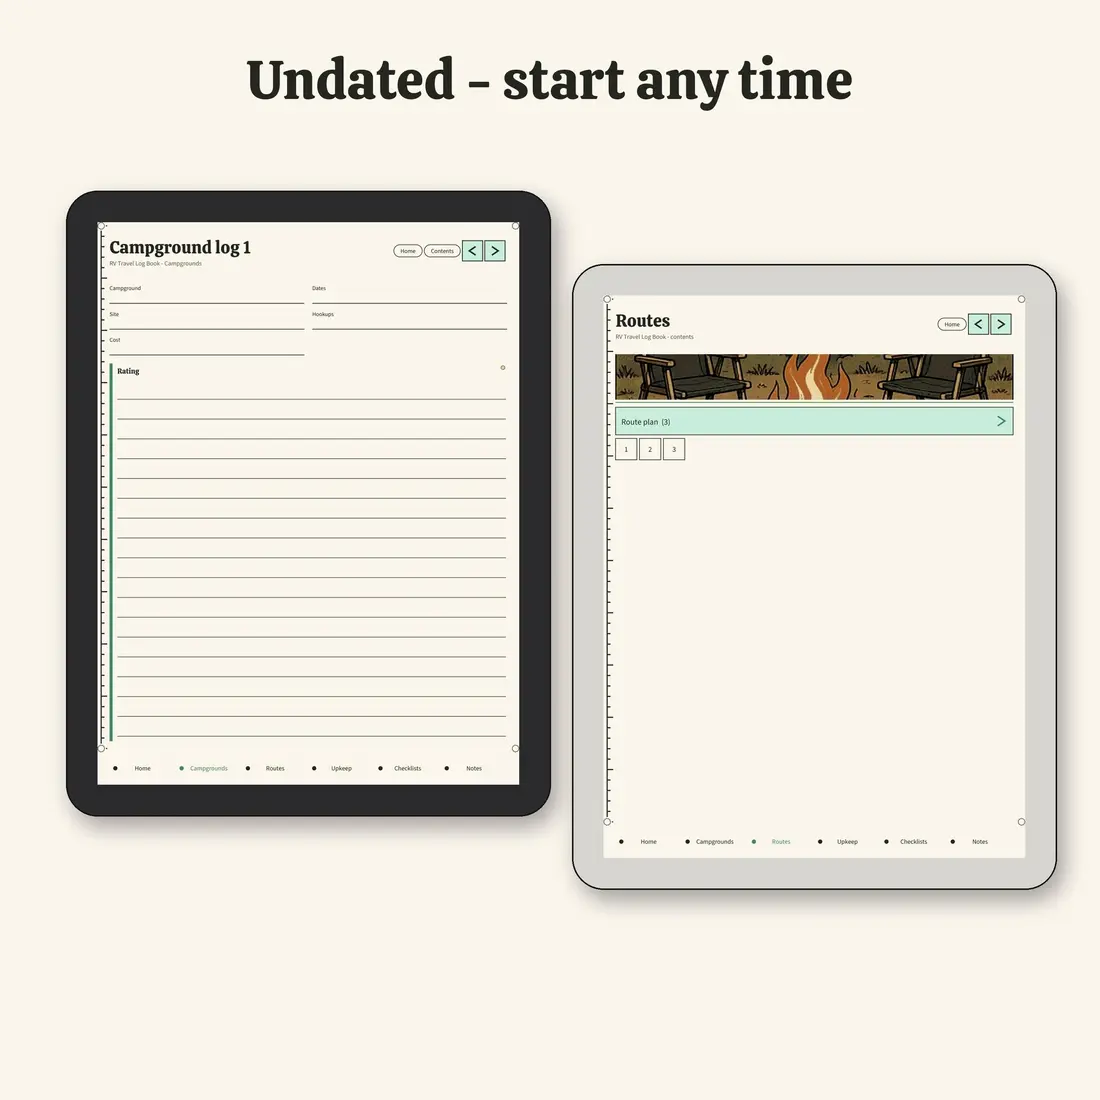 Undated - start any time
Campground log 1
Home
Contents
<
>
RV Travel Log Book - Campgrounds
Campground
Dates
Site
Hookups
Cost
Rating
Home
Campgrounds
Routes
Upkeep
Checklists
Notes
Routes
Home
<
>
RV Travel Log Book - contents
Route plan (3)
>
1
2
3
Home
Campgrounds
Routes
Upkeep
Checklists
Notes